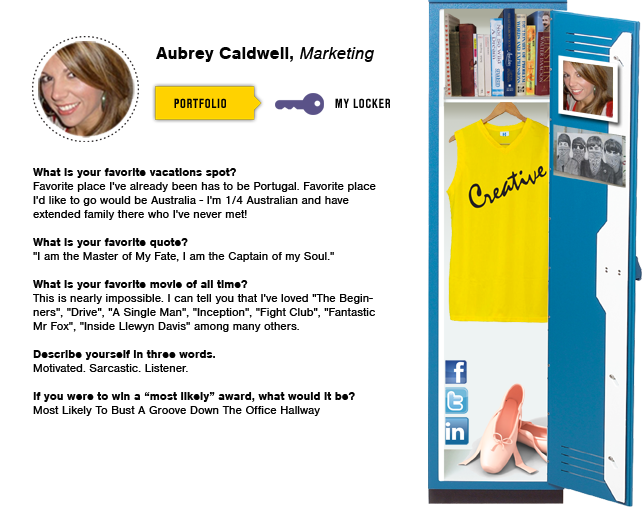 Aubrey Caldwell, Marketing
PORTFOLIO
MY LOCKER
What is your favorite vacations spot?
Favorite place I've already been has to be Portugal. Favorite place
I'd like to go would be Australia - I'm 1/4 Australian and have
extended family there who I've never met!
What is your favorite quote?
"I am the Master of My Fate, I am the Captain of my Soul."
What is your favorite movie of all time?
This is nearly impossible. I can tell you that I've loved "The Begin-
ners", "Drive", "A Single Man", "Inception", "Fight Club", "Fantastic
Mr Fox", "Inside Llewyn Davis" among many others.
Describe yourself in three words.
Motivated. Sarcastic. Listener.
If you were to win a “most likely” award, what would it be?
Most Likely To Bust A Groove Down The Office Hallway
Creative
f
t
in